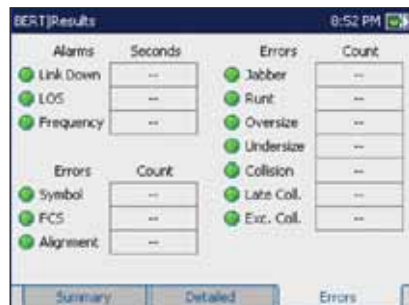 BERT|Results 8:52 PM
Alarms Seconds
Link Down --
LOS --
Frequency --
Errors Count
Symbol --
FCS --
Alignment --
Errors Count
Jabber --
Runt --
Oversize --
Undersize --
Collision --
Late Coll. --
Exc. Coll. --
Summary Detailed Errors